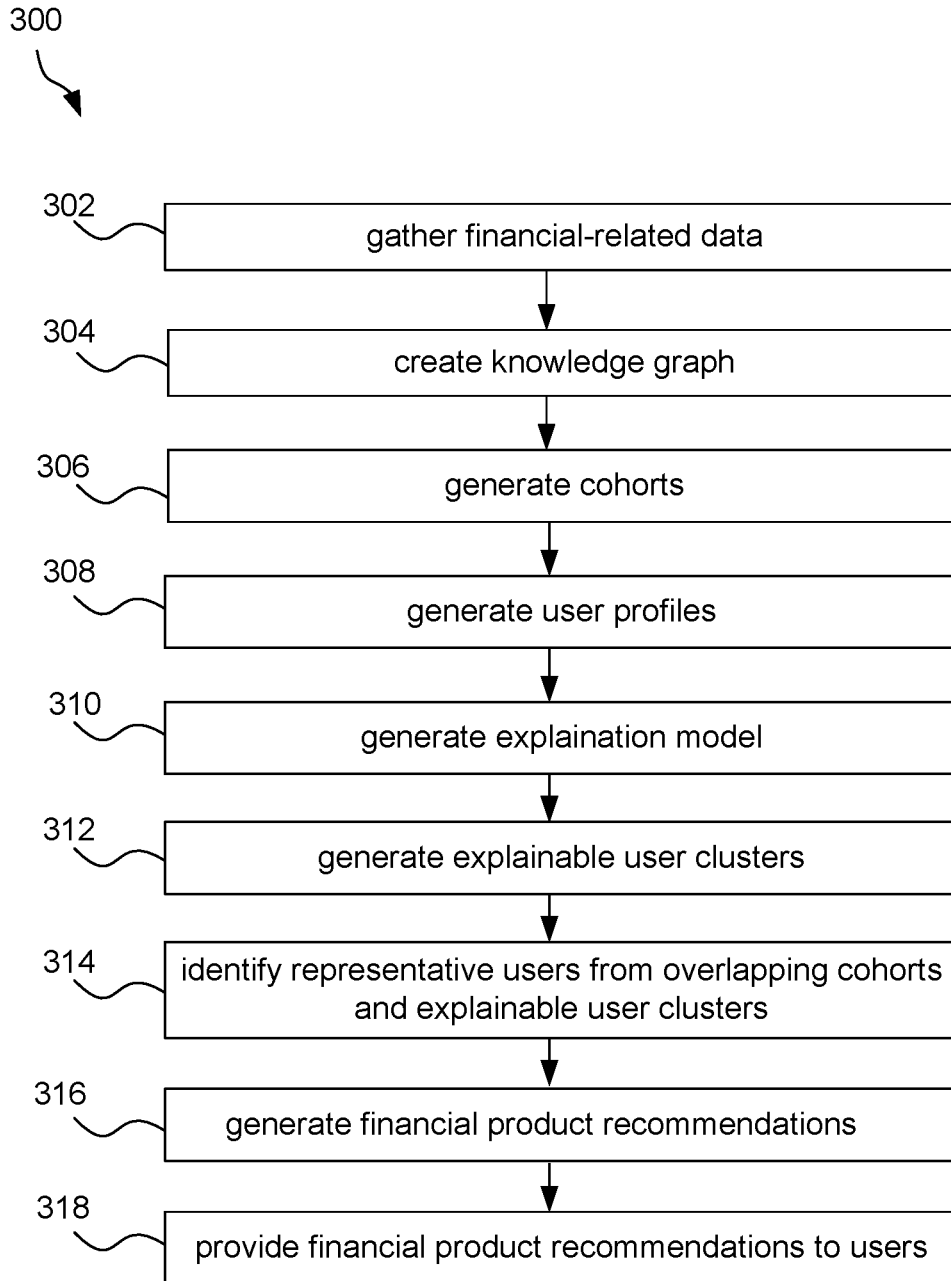 300
302
gather financial-related data
304
create knowledge graph
306
generate cohorts
308
generate user profiles
310
generate explaination model
312
generate explainable user clusters
314
identify representative users from overlapping cohorts
and explainable user clusters
316
generate financial product recommendations
318
provide financial product recommendations to users